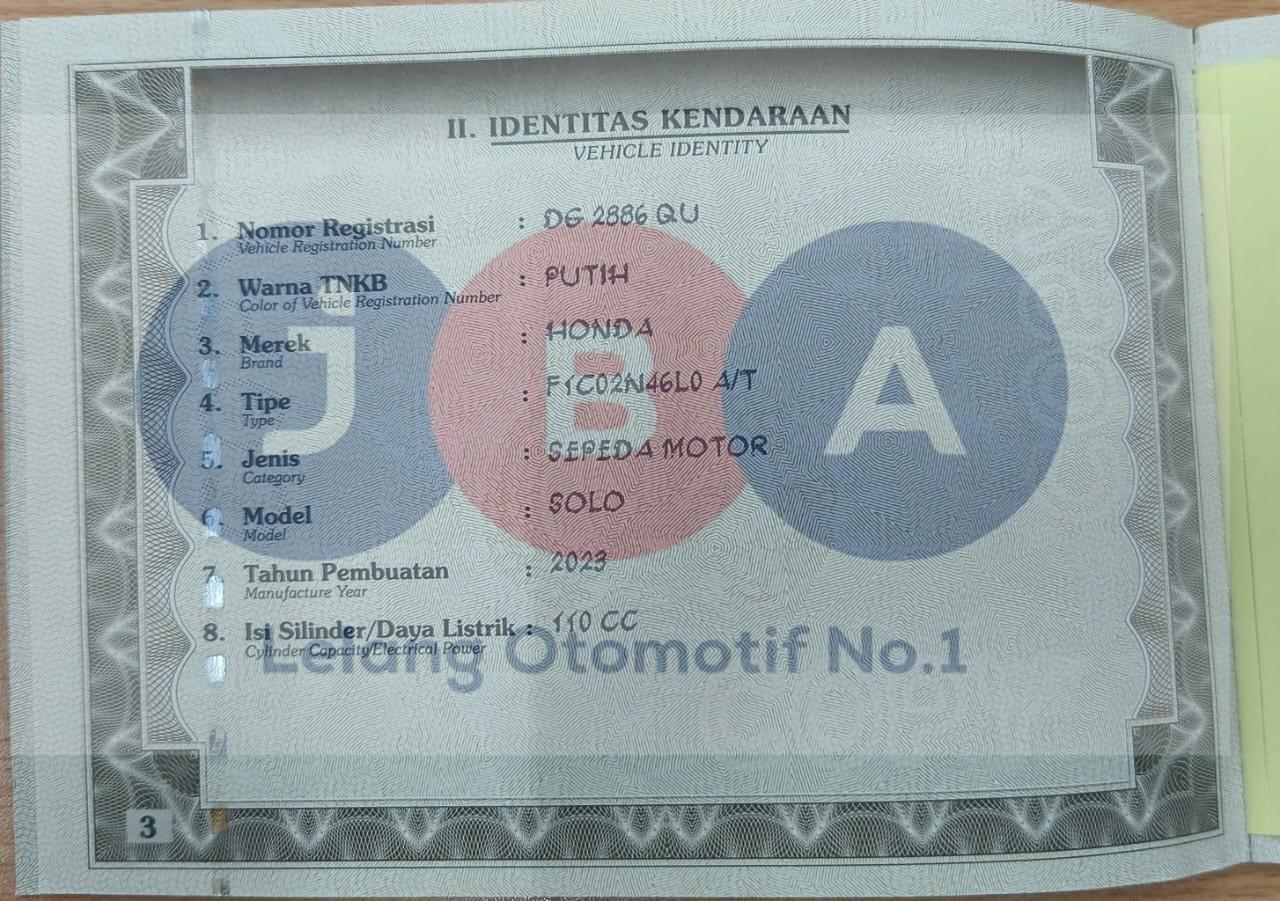 II. IDENTITAS KENDARAAN
VEHICLE IDENTITY
1. Nomor Registrasi : DG 2886 QU
Vehicle Registration Number
2. Warna TNKB : PUTIH
Color of Vehicle Registration Number
3. Merek : HONDA
Brand
4. Tipe : F1C02N46L0 A/T
Type
5. Jenis : SEPEDA MOTOR
Category
6. Model : SOLO
Model
7. Tahun Pembuatan : 2023
Manufacture Year
8. Isi Silinder/Daya Listrik : 110 CC
Cylinder Capacity/Electrical Power
j B A
Lelang Otomotif No.1
COPY
3